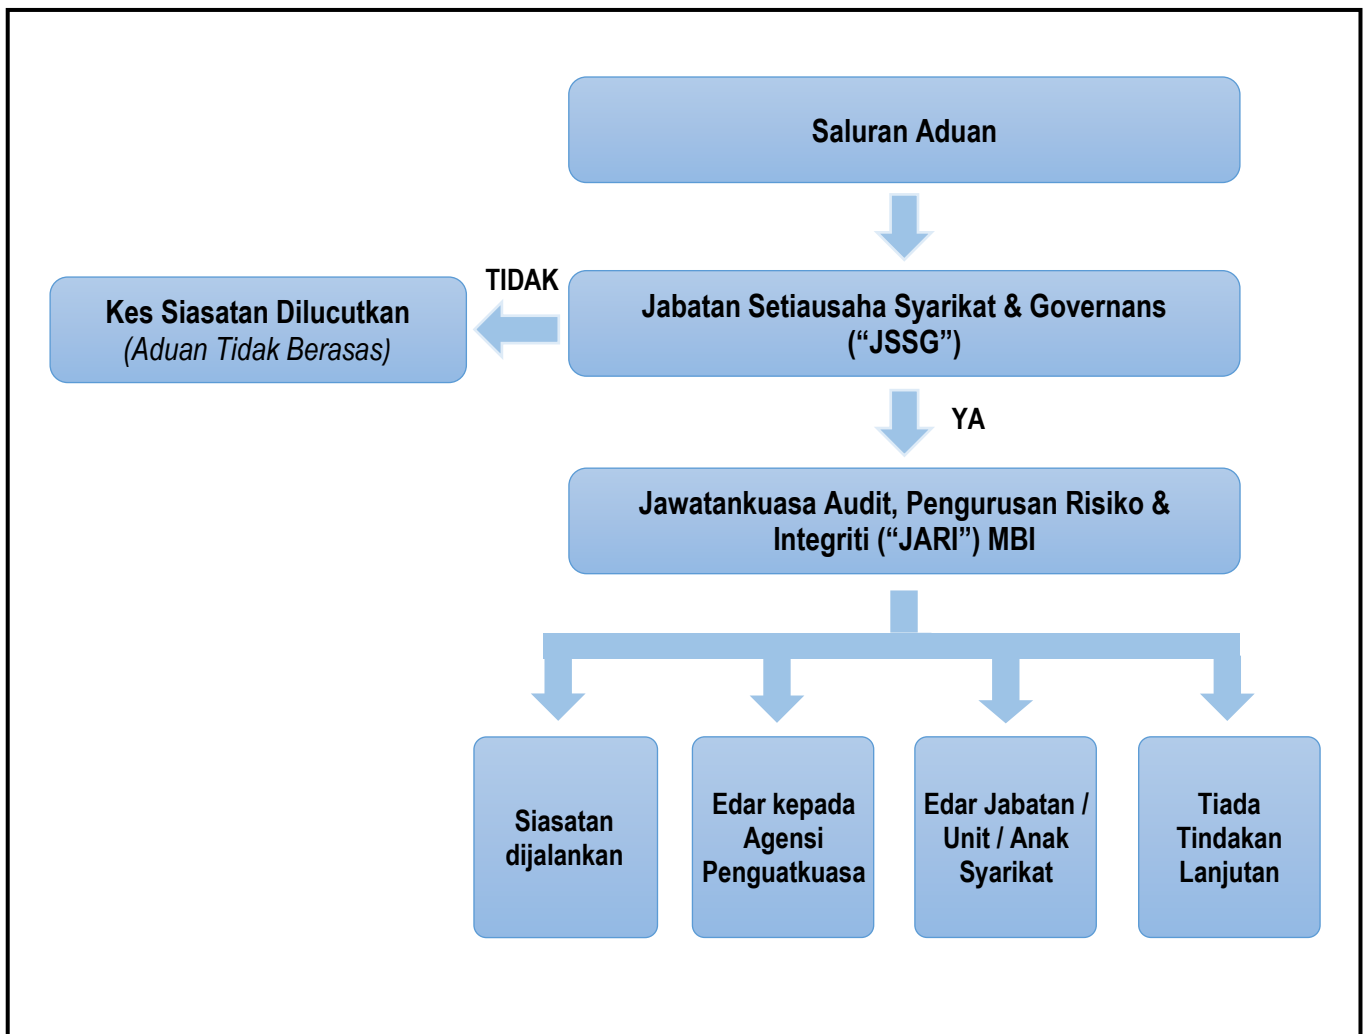 Saluran Aduan
TIDAK
Kes Siasatan Dilucutkan
(Aduan Tidak Berasas)
Jabatan Setiausaha Syarikat & Governans
(“JSSG”)
YA
Jawatankuasa Audit, Pengurusan Risiko &
Integriti (“JARI”) MBI
Siasatan
dijalankan
Edar kepada
Agensi
Penguatkuasa
Edar Jabatan /
Unit / Anak
Syarikat
Tiada
Tindakan
Lanjutan